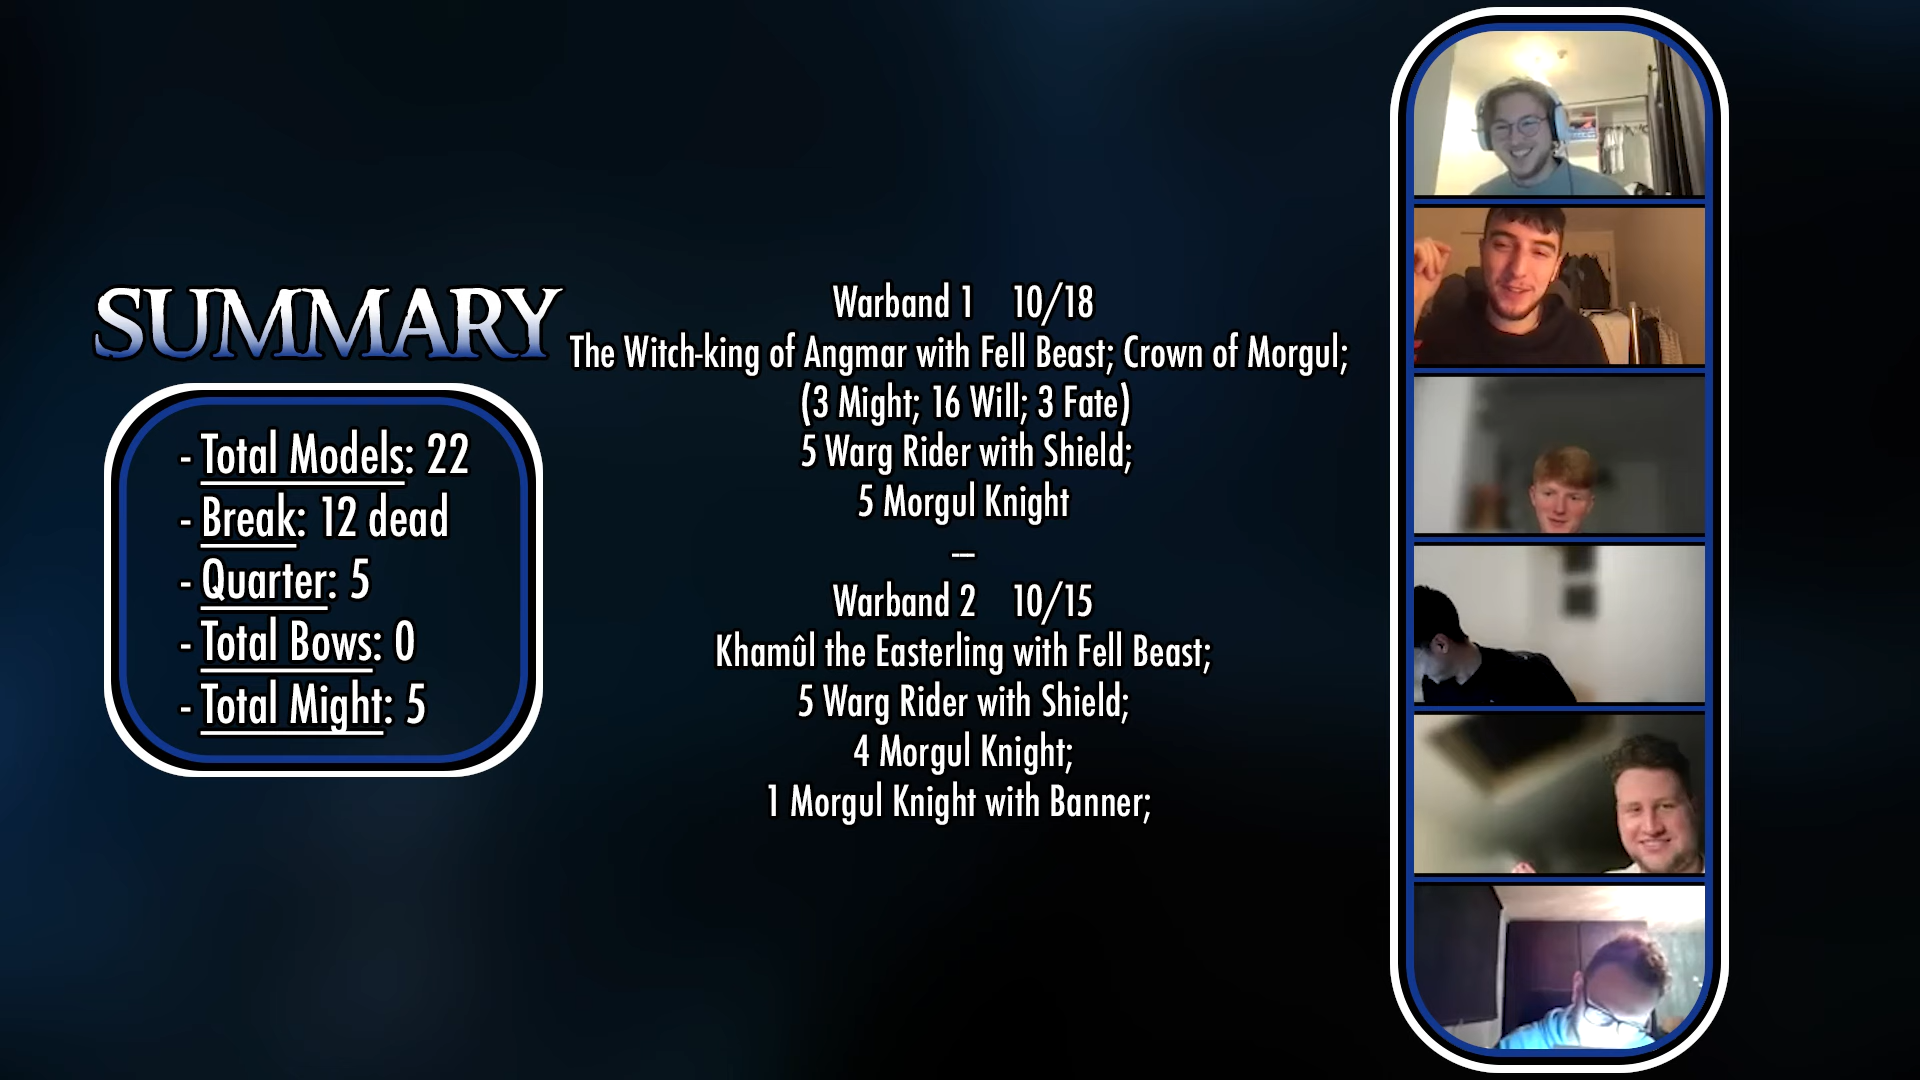 SUMMARY
- Total Models: 22
- Break: 12 dead
- Quarter: 5
- Total Bows: 0
- Total Might: 5
Warband 1 10/18
The Witch-king of Angmar with Fell Beast; Crown of Morgul;
(3 Might; 16 Will; 3 Fate)
5 Warg Rider with Shield;
5 Morgul Knight
—
Warband 2 10/15
Khamûl the Easterling with Fell Beast;
5 Warg Rider with Shield;
4 Morgul Knight;
1 Morgul Knight with Banner;